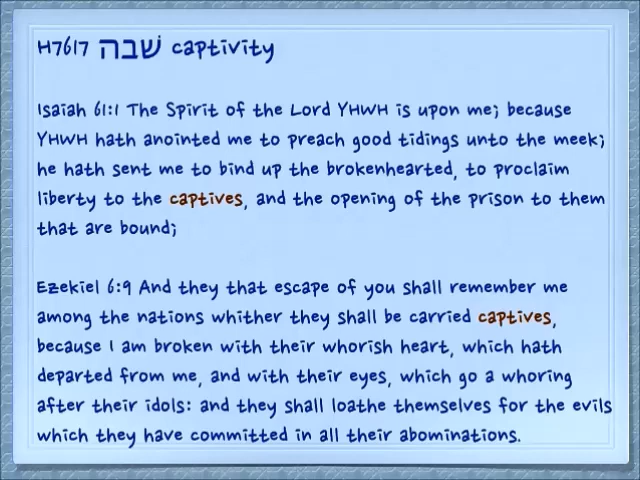 H7617 שׁבה captivity
Isaiah 61:1 The Spirit of the Lord YHWH is upon me; because
YHWH hath anointed me to preach good tidings unto the meek;
he hath sent me to bind up the brokenhearted, to proclaim
liberty to the captives, and the opening of the prison to them
that are bound;
Ezekiel 6:9 And they that escape of you shall remember me
among the nations whither they shall be carried captives,
because I am broken with their whorish heart, which hath
departed from me, and with their eyes, which go a whoring
after their idols: and they shall loathe themselves for the evils
which they have committed in all their abominations.